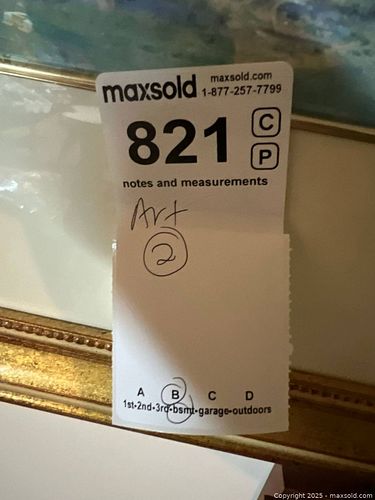 maxsold maxsold.com
1-877-257-7799
821 C
P
notes and measurements
Art
2
A B C D
1st-2nd-3rd-bsmt-garage-outdoors
Copyright © 2025 - maxsold.com